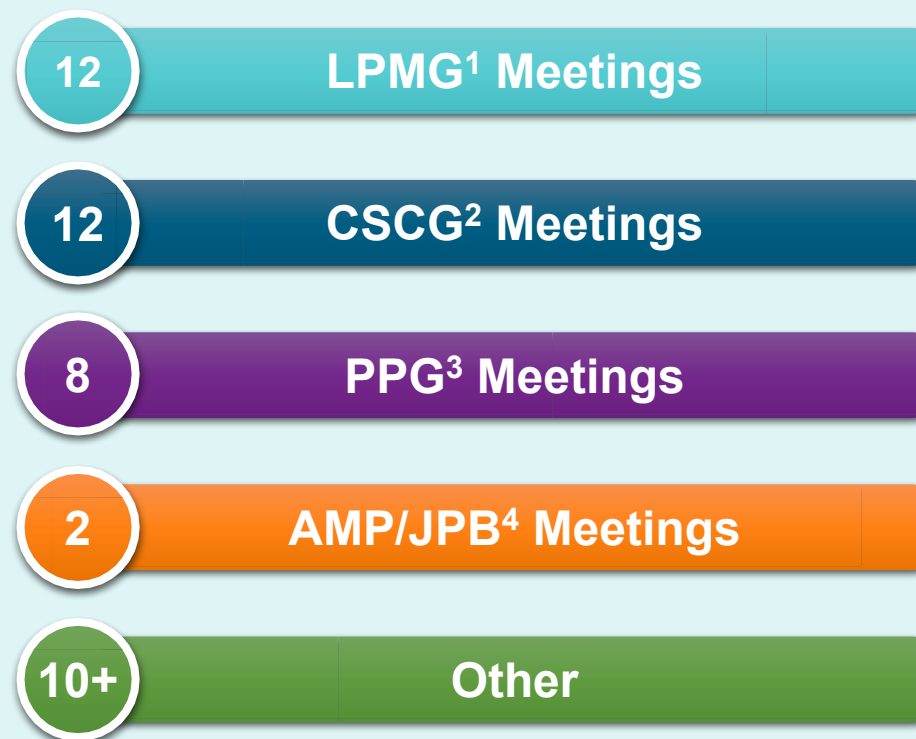 12 LPMG¹ Meetings
12 CSCG² Meetings
8 PPG³ Meetings
2 AMP/JPB⁴ Meetings
10+ Other